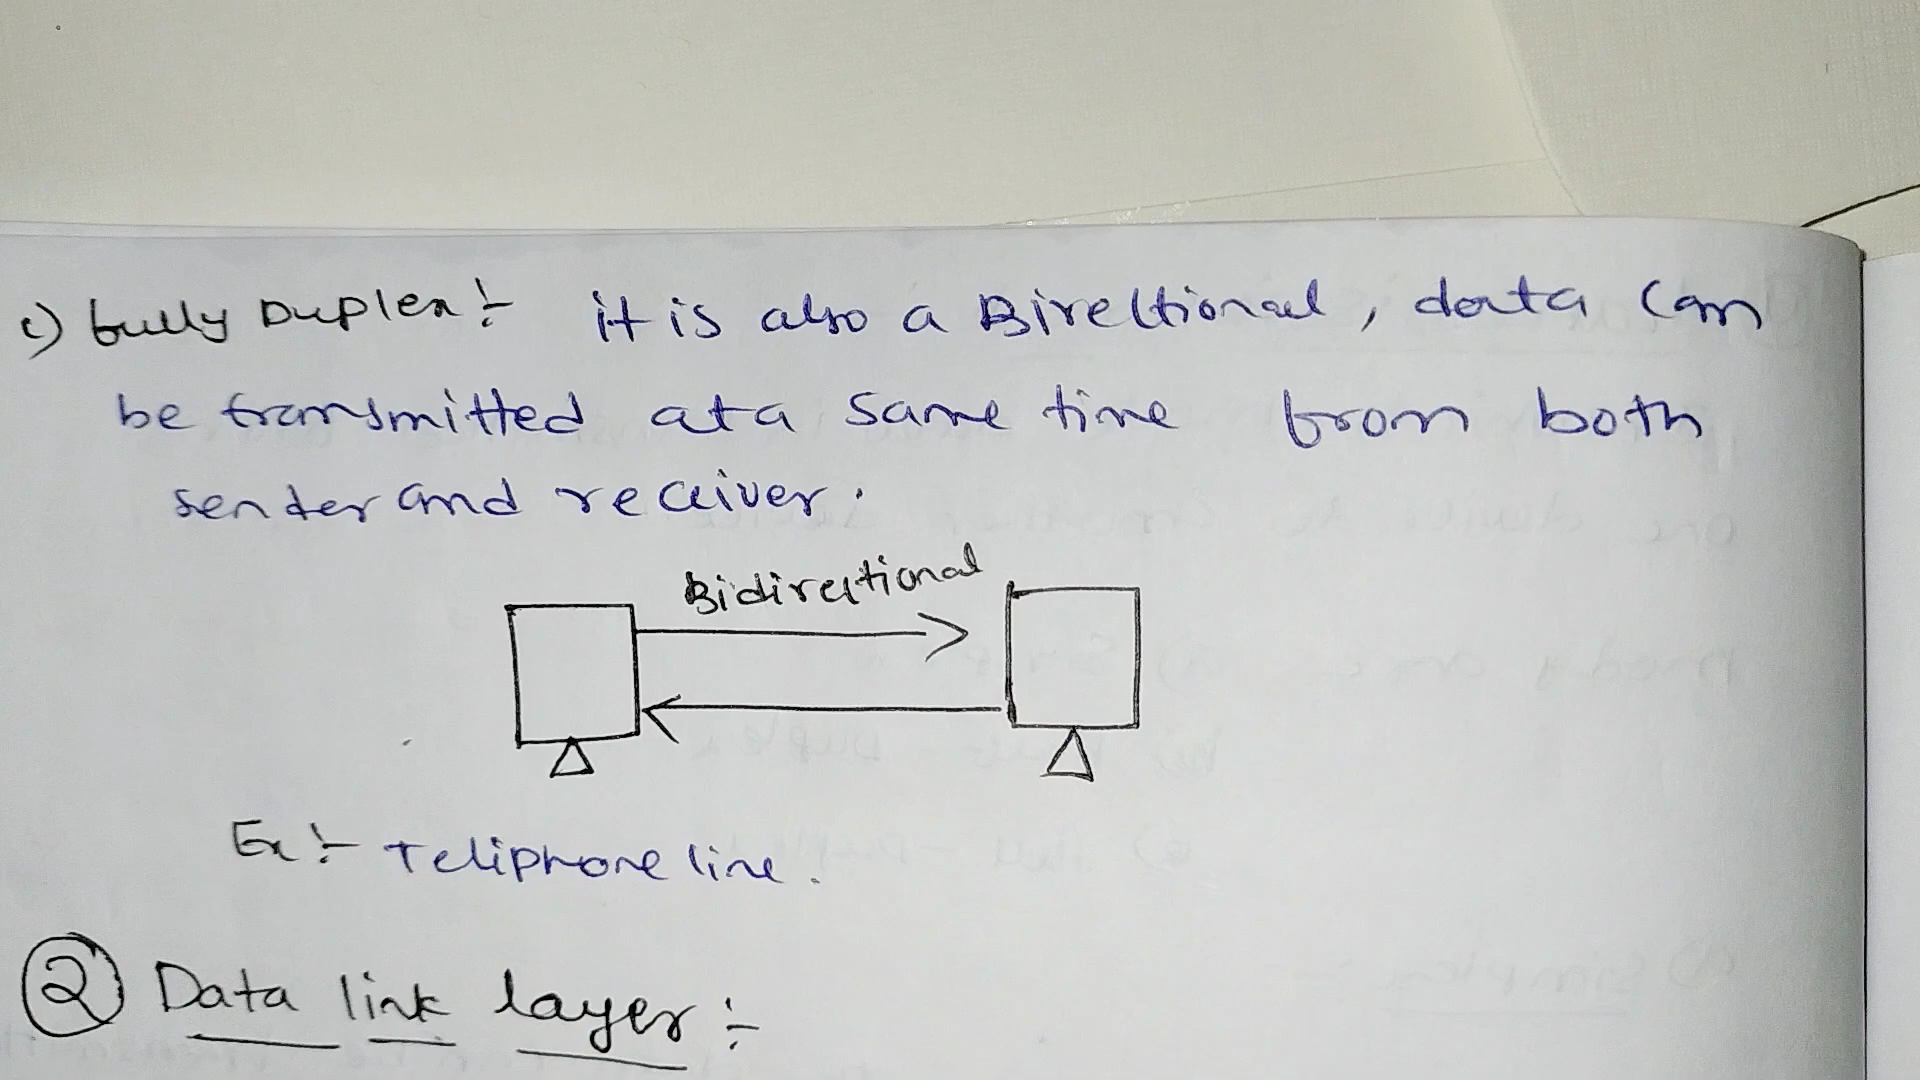 c) fully Duplex :- it is also a Birectional, data can
be transmitted at a same time from both
sender and receiver.
Bidirectional
Ex :- Teliphone line.
② Data link layer :-